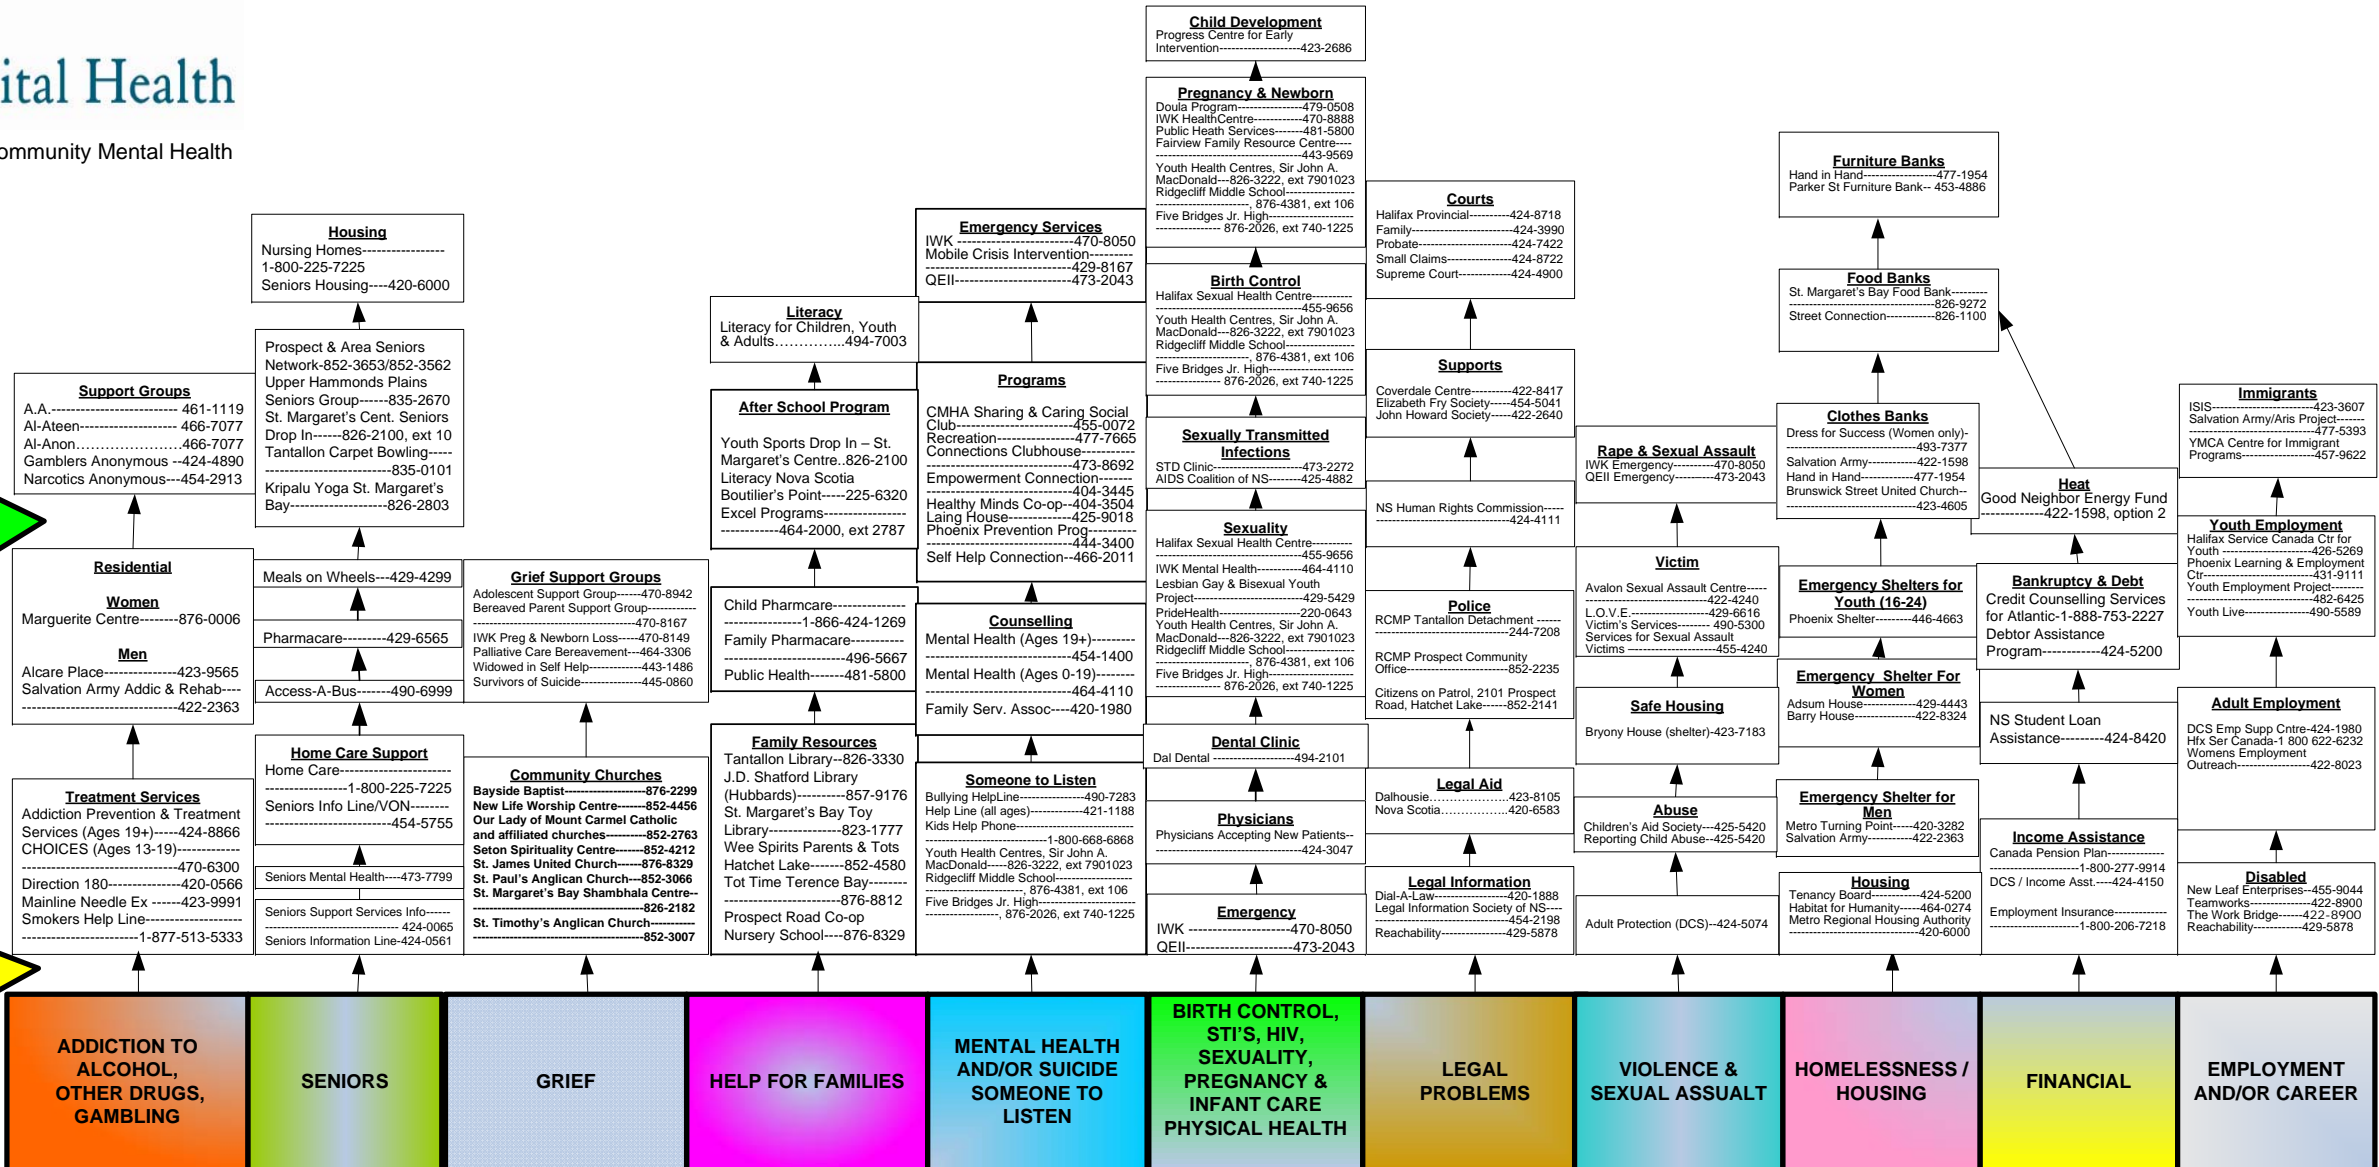 ital Health
ommunity Mental Health
Support Groups
A.A.------------------------- 461-1119
Al-Ateen-------------------- 466-7077
Al-Anon…………………..466-7077
Gamblers Anonymous --424-4890
Narcotics Anonymous---454-2913
Residential
Women
Marguerite Centre--------876-0006
Men
Alcare Place--------------423-9565
Salvation Army Addic & Rehab----
------------------------------422-2363
Treatment Services
Addiction Prevention & Treatment
Services (Ages 19+)-----424-8866
CHOICES (Ages 13-19)-------------
------------------------------470-6300
Direction 180--------------420-0566
Mainline Needle Ex ------423-9991
Smokers Help Line-------------------
-----------------------1-877-513-5333
ADDICTION TO
ALCOHOL,
OTHER DRUGS,
GAMBLING
Housing
Nursing Homes-----------------
1-800-225-7225
Seniors Housing----420-6000
Prospect & Area Seniors
Network-852-3653/852-3562
Upper Hammonds Plains
Seniors Group------835-2670
St. Margaret's Cent. Seniors
Drop In------826-2100, ext 10
Tantallon Carpet Bowling-----
-------------------------835-0101
Kripalu Yoga St. Margaret's
Bay-------------------826-2803
Meals on Wheels---429-4299
Pharmacare--------429-6565
Access-A-Bus-------490-6999
Home Care Support
Home Care----------------------
----------------1-800-225-7225
Seniors Info Line/VON--------
-------------------------454-5755
Seniors Mental Health----473-7799
Seniors Support Services Info------
--------------------------- 424-0065
Seniors Information Line-424-0561
SENIORS
Grief Support Groups
Adolescent Support Group-----470-8942
Bereaved Parent Support Group------------
--------------------------------470-8167
IWK Preg & Newborn Loss-----470-8149
Palliative Care Bereavement---464-3306
Widowed in Self Help-------------443-1486
Survivors of Suicide--------------445-0860
Community Churches
Bayside Baptist-------------------876-2299
New Life Worship Centre-------852-4456
Our Lady of Mount Carmel Catholic
and affiliated churches----------852-2763
Seton Spirituality Centre--------852-4212
St. James United Church-----876-8329
St. Paul's Anglican Church---852-3066
St. Margaret's Bay Shambhala Centre--
----------------------------------------826-2182
St. Timothy's Anglican Church-----------
----------------------------------------852-3007
GRIEF
Literacy
Literacy for Children, Youth
& Adults…………...494-7003
After School Program
Youth Sports Drop In – St.
Margaret's Centre..826-2100
Literacy Nova Scotia
Boutilier's Point-----225-6320
Excel Programs-----------------
------------464-2000, ext 2787
Child Pharmcare---------------
----------------1-866-424-1269
Family Pharmacare-----------
------------------------496-5667
Public Health-------481-5800
Family Resources
Tantallon Library--826-3330
J.D. Shatford Library
(Hubbards)---------857-9176
St. Margaret's Bay Toy
Library---------------823-1777
Wee Spirits Parents & Tots
Hatchet Lake-------852-4580
Tot Time Terence Bay--------
------------------------876-8812
Prospect Road Co-op
Nursery School----876-8329
HELP FOR FAMILIES
Emergency Services
IWK ------------------------470-8050
Mobile Crisis Intervention---------
-----------------------------429-8167
QEII-----------------------473-2043
Programs
CMHA Sharing & Caring Social
Club-----------------------455-0072
Recreation---------------477-7665
Connections Clubhouse-----------
-----------------------------473-8692
Empowerment Connection-------
-----------------------------404-3445
Healthy Minds Co-op--404-3504
Laing House------------425-9018
Phoenix Prevention Prog---------
-----------------------------444-3400
Self Help Connection--466-2011
Counselling
Mental Health (Ages 19+)---------
-----------------------------454-1400
Mental Health (Ages 0-19)--------
-----------------------------464-4110
Family Serv. Assoc----420-1980
Someone to Listen
Bullying HelpLine----------------490-7283
Help Line (all ages)-------------421-1188
Kids Help Phone-----------------------------
------------------------------1-800-668-6868
Youth Health Centres, Sir John A.
MacDonald-----826-3222, ext 7901023
Ridgecliff Middle School-------------------
------------------------, 876-4381, ext 106
Five Bridges Jr. High-----------------------
------------------, 876-2026, ext 740-1225
MENTAL HEALTH
AND/OR SUICIDE
SOMEONE TO
LISTEN
Child Development
Progress Centre for Early
Intervention--------------------423-2686
Pregnancy & Newborn
Doula Program----------------479-0508
IWK HealthCentre------------470-8888
Public Heath Services-------481-5800
Fairview Family Resource Centre----
------------------------------------443-9569
Youth Health Centres, Sir John A.
MacDonald---826-3222, ext 7901023
Ridgecliff Middle School-----------------
-----------------------, 876-4381, ext 106
Five Bridges Jr. High---------------------
---------------- 876-2026, ext 740-1225
Birth Control
Halifax Sexual Health Centre----------
------------------------------------455-9656
Youth Health Centres, Sir John A.
MacDonald---826-3222, ext 7901023
Ridgecliff Middle School-----------------
-----------------------, 876-4381, ext 106
Five Bridges Jr. High---------------------
---------------- 876-2026, ext 740-1225
Sexually Transmitted
Infections
STD Clinic----------------------473-2272
AIDS Coalition of NS--------425-4882
Sexuality
Halifax Sexual Health Centre----------
------------------------------------455-9656
IWK Mental Health-----------464-4110
Lesbian Gay & Bisexual Youth
Project---------------------------429-5429
PrideHealth--------------------220-0643
Youth Health Centres, Sir John A.
MacDonald---826-3222, ext 7901023
Ridgecliff Middle School-----------------
-----------------------, 876-4381, ext 106
Five Bridges Jr. High---------------------
---------------- 876-2026, ext 740-1225
Dental Clinic
Dal Dental --------------------494-2101
Physicians
Physicians Accepting New Patients--
------------------------------------424-3047
Emergency
IWK ---------------------470-8050
QEII----------------------473-2043
BIRTH CONTROL,
STI'S, HIV,
SEXUALITY,
PREGNANCY &
INFANT CARE
PHYSICAL HEALTH
Courts
Halifax Provincial----------424-8718
Family-------------------------424-3990
Probate-----------------------424-7422
Small Claims----------------424-8722
Supreme Court-------------424-4900
Supports
Coverdale Centre----------422-8417
Elizabeth Fry Society-----454-5041
John Howard Society-----422-2640
NS Human Rights Commission-----
---------------------------------424-4111
Police
RCMP Tantallon Detachment ------
---------------------------------244-7208
RCMP Prospect Community
Office-------------------------852-2235
Citizens on Patrol, 2101 Prospect
Road, Hatchet Lake------852-2141
Legal Aid
Dalhousie………………..423-8105
Nova Scotia……………..420-6583
Legal Information
Dial-A-Law------------------420-1888
Legal Information Society of NS----
---------------------------------454-2198
Reachability-----------------429-5878
LEGAL
PROBLEMS
Rape & Sexual Assault
IWK Emergency---------470-8050
QEII Emergency---------473-2043
Victim
Avalon Sexual Assault Centre-----
------------------------------422-4240
L.O.V.E.-------------------429-6616
Victim's Services-------- 490-5300
Services for Sexual Assault
Victims –-------------------455-4240
Safe Housing
Bryony House (shelter)-423-7183
Abuse
Children's Aid Society---425-5420
Reporting Child Abuse--425-5420
Adult Protection (DCS)--424-5074
VIOLENCE &
SEXUAL ASSUALT
Furniture Banks
Hand in Hand------------------477-1954
Parker St Furniture Bank-- 453-4886
Food Banks
St. Margaret's Bay Food Bank---------
------------------------------------826-9272
Street Connection------------826-1100
Clothes Banks
Dress for Success (Women only)-
--------------------------------493-7377
Salvation Army------------422-1598
Hand in Hand-------------477-1954
Brunswick Street United Church--
--------------------------------423-4605
Emergency Shelters for
Youth (16-24)
Phoenix Shelter---------446-4663
Emergency Shelter For
Women
Adsum House-----------429-4443
Barry House--------------422-8324
Emergency Shelter for
Men
Metro Turning Point-----420-3282
Salvation Army-----------422-2363
Housing
Tenancy Board----------424-5200
Habitat for Humanity----464-0274
Metro Regional Housing Authority
--------------------------------420-6000
HOMELESSNESS /
HOUSING
Heat
Good Neighbor Energy Fund
------------422-1598, option 2
Bankruptcy & Debt
Credit Counselling Services
for Atlantic-1-888-753-2227
Debtor Assistance
Program-----------424-5200
NS Student Loan
Assistance---------424-8420
Income Assistance
Canada Pension Plan--------------
----------------------1-800-277-9914
DCS / Income Asst.----424-4150
Employment Insurance-------------
----------------------1-800-206-7218
FINANCIAL
Immigrants
ISIS-------------------------423-3607
Salvation Army/Aris Project-------
-------------------------------477-5393
YMCA Centre for Immigrant
Programs------------------457-9622
Youth Employment
Halifax Service Canada Ctr for
Youth ----------------------426-5269
Phoenix Learning & Employment
Ctr---------------------------431-9111
Youth Employment Project--------
-------------------------------482-6425
Youth Live-----------------490-5589
Adult Employment
DCS Emp Supp Cntre-424-1980
Hfx Ser Canada-1 800 622-6232
Womens Employment
Outreach------------------422-8023
Disabled
New Leaf Enterprises--455-9044
Teamworks--------------422-8900
The Work Bridge------422-8900
Reachability------------429-5878
EMPLOYMENT
AND/OR CAREER